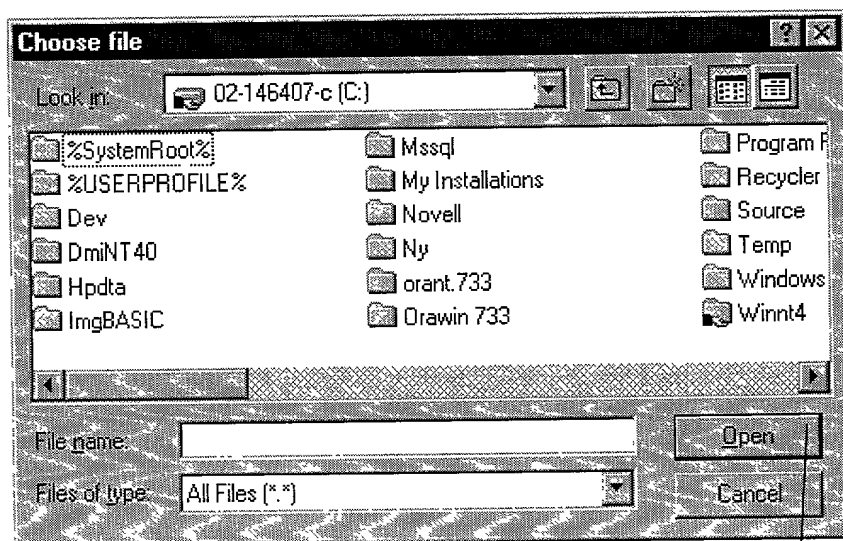 Choose file
Look in:
02-146407-c (C:)
%SystemRoot%
%USERPROFILE%
Dev
DmiNT40
Hpdta
ImgBASIC
Mssql
My Installations
Novell
Ny
orant.733
Orawin 733
Program F
Recycler
Source
Temp
Windows
Winnt4
File name:
Open
Files of type:
All Files (*.*)
Cancel